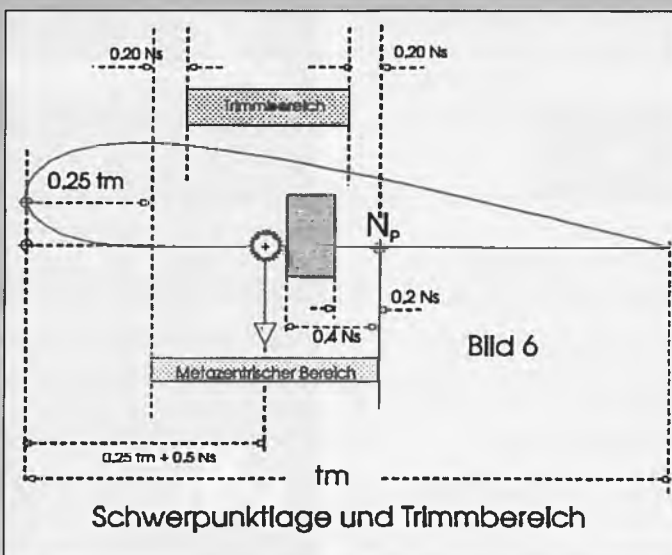 0,20 Ns
0,20 Ns
Trimmbereich
0,25 tm
NP
0,2 Ns
0,4 Ns
Bild 6
Metazentrischer Bereich
0,25 tm + 0,5 Ns
tm
Schwerpunktlage und Trimmbereich